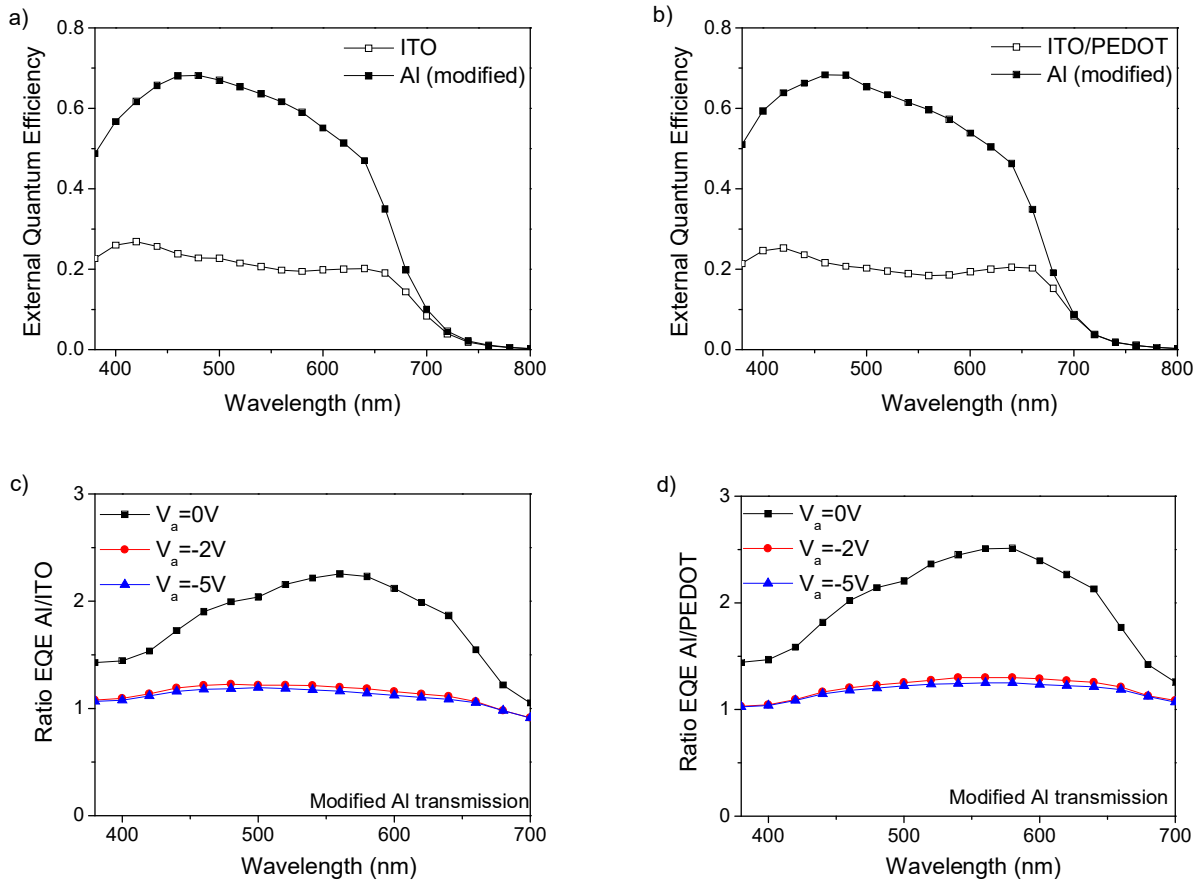 a)
0.8
0.6
0.4
0.2
0.0
External Quantum Efficiency
ITO
Al (modified)
400
500
600
700
800
Wavelength (nm)
b)
0.8
0.6
0.4
0.2
0.0
External Quantum Efficiency
ITO/PEDOT
Al (modified)
400
500
600
700
800
Wavelength (nm)
c)
3
2
1
0
Ratio EQE Al/ITO
Va=0V
Va=-2V
Va=-5V
Modified Al transmission
400
500
600
700
Wavelength (nm)
d)
3
2
1
0
Ratio EQE Al/PEDOT
Va=0V
Va=-2V
Va=-5V
Modified Al transmission
400
500
600
700
Wavelength (nm)